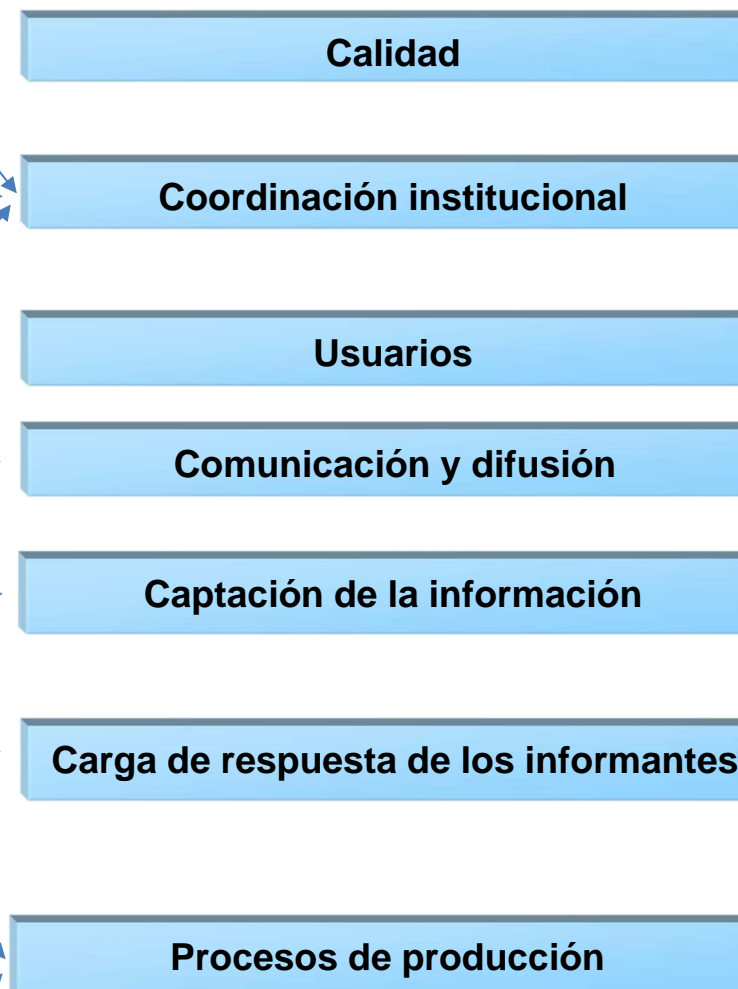 Calidad
Coordinación institucional
Usuarios
Comunicación y difusión
Captación de la información
Carga de respuesta de los informantes
Procesos de producción